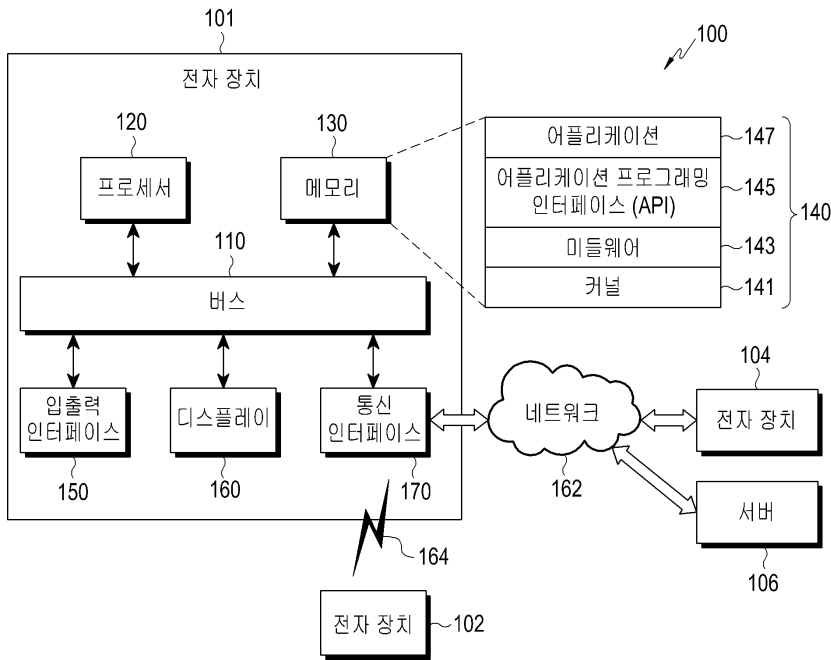 101
100
전자 장치
120
130
프로세서
메모리
어플리케이션
147
어플리케이션 프로그래밍
인터페이스 (API)
145
140
미들웨어
143
커널
141
110
버스
입출력
인터페이스
150
디스플레이
160
통신
인터페이스
170
네트워크
162
104
전자 장치
서버
106
164
전자 장치
102